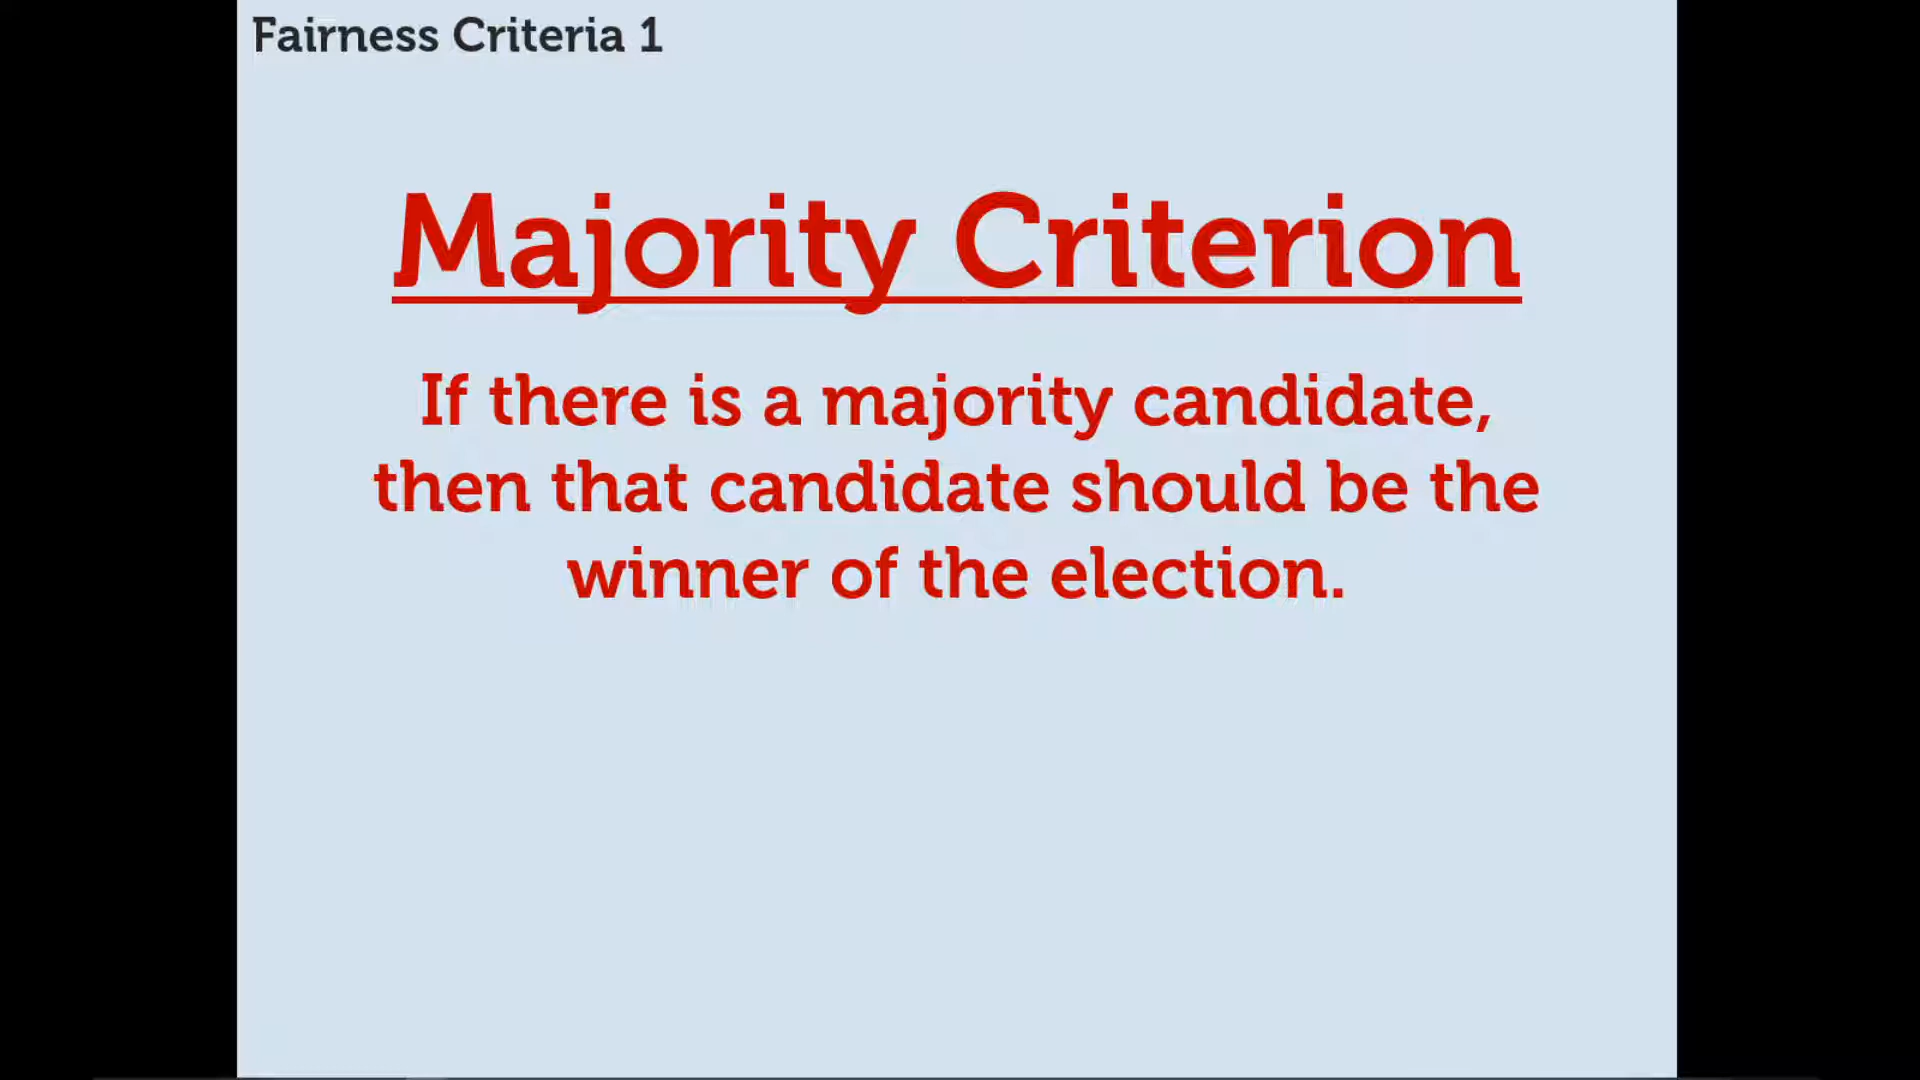 Fairness Criteria 1
Majority Criterion
If there is a majority candidate,
then that candidate should be the
winner of the election.